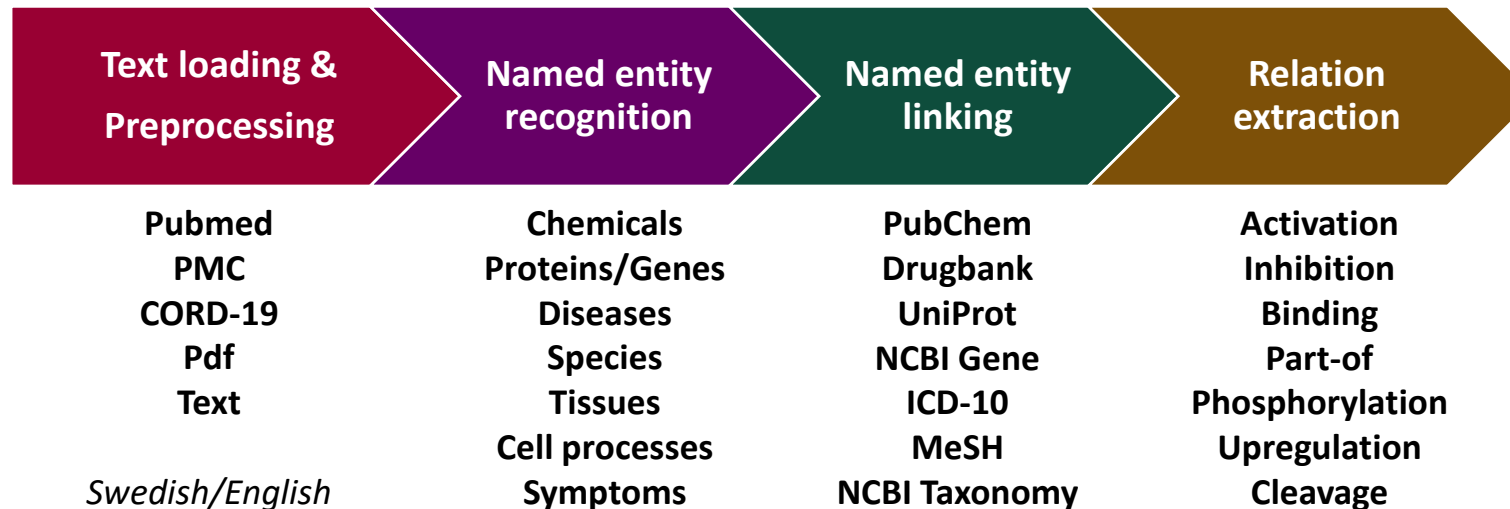 Text loading &
Preprocessing
Named entity
recognition
Named entity
linking
Relation
extraction
Pubmed
PMC
CORD-19
Pdf
Text
Swedish/English
Chemicals
Proteins/Genes
Diseases
Species
Tissues
Cell processes
Symptoms
PubChem
Drugbank
UniProt
NCBI Gene
ICD-10
MeSH
NCBI Taxonomy
Activation
Inhibition
Binding
Part-of
Phosphorylation
Upregulation
Cleavage